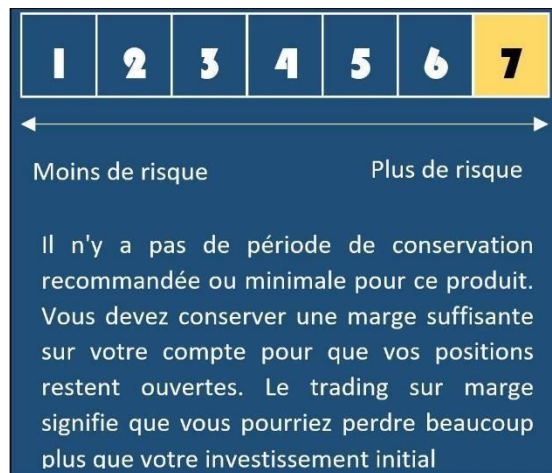 1 2 3 4 5 6 7
Moins de risque Plus de risque
Il n'y a pas de période de conservation
recommandée ou minimale pour ce produit.
Vous devez conserver une marge suffisante
sur votre compte pour que vos positions
restent ouvertes. Le trading sur marge
signifie que vous pourriez perdre beaucoup
plus que votre investissement initial